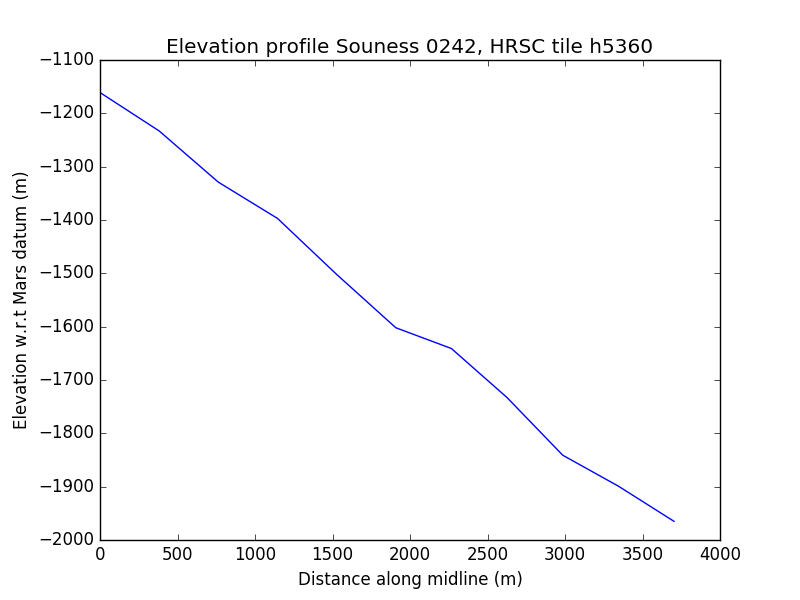 Elevation profile Souness 0242, HRSC tile h5360
−1100
−1200
−1300
−1400
−1500
−1600
−1700
−1800
−1900
−2000
Elevation w.r.t Mars datum (m)
0 500 1000 1500 2000 2500 3000 3500 4000
Distance along midline (m)